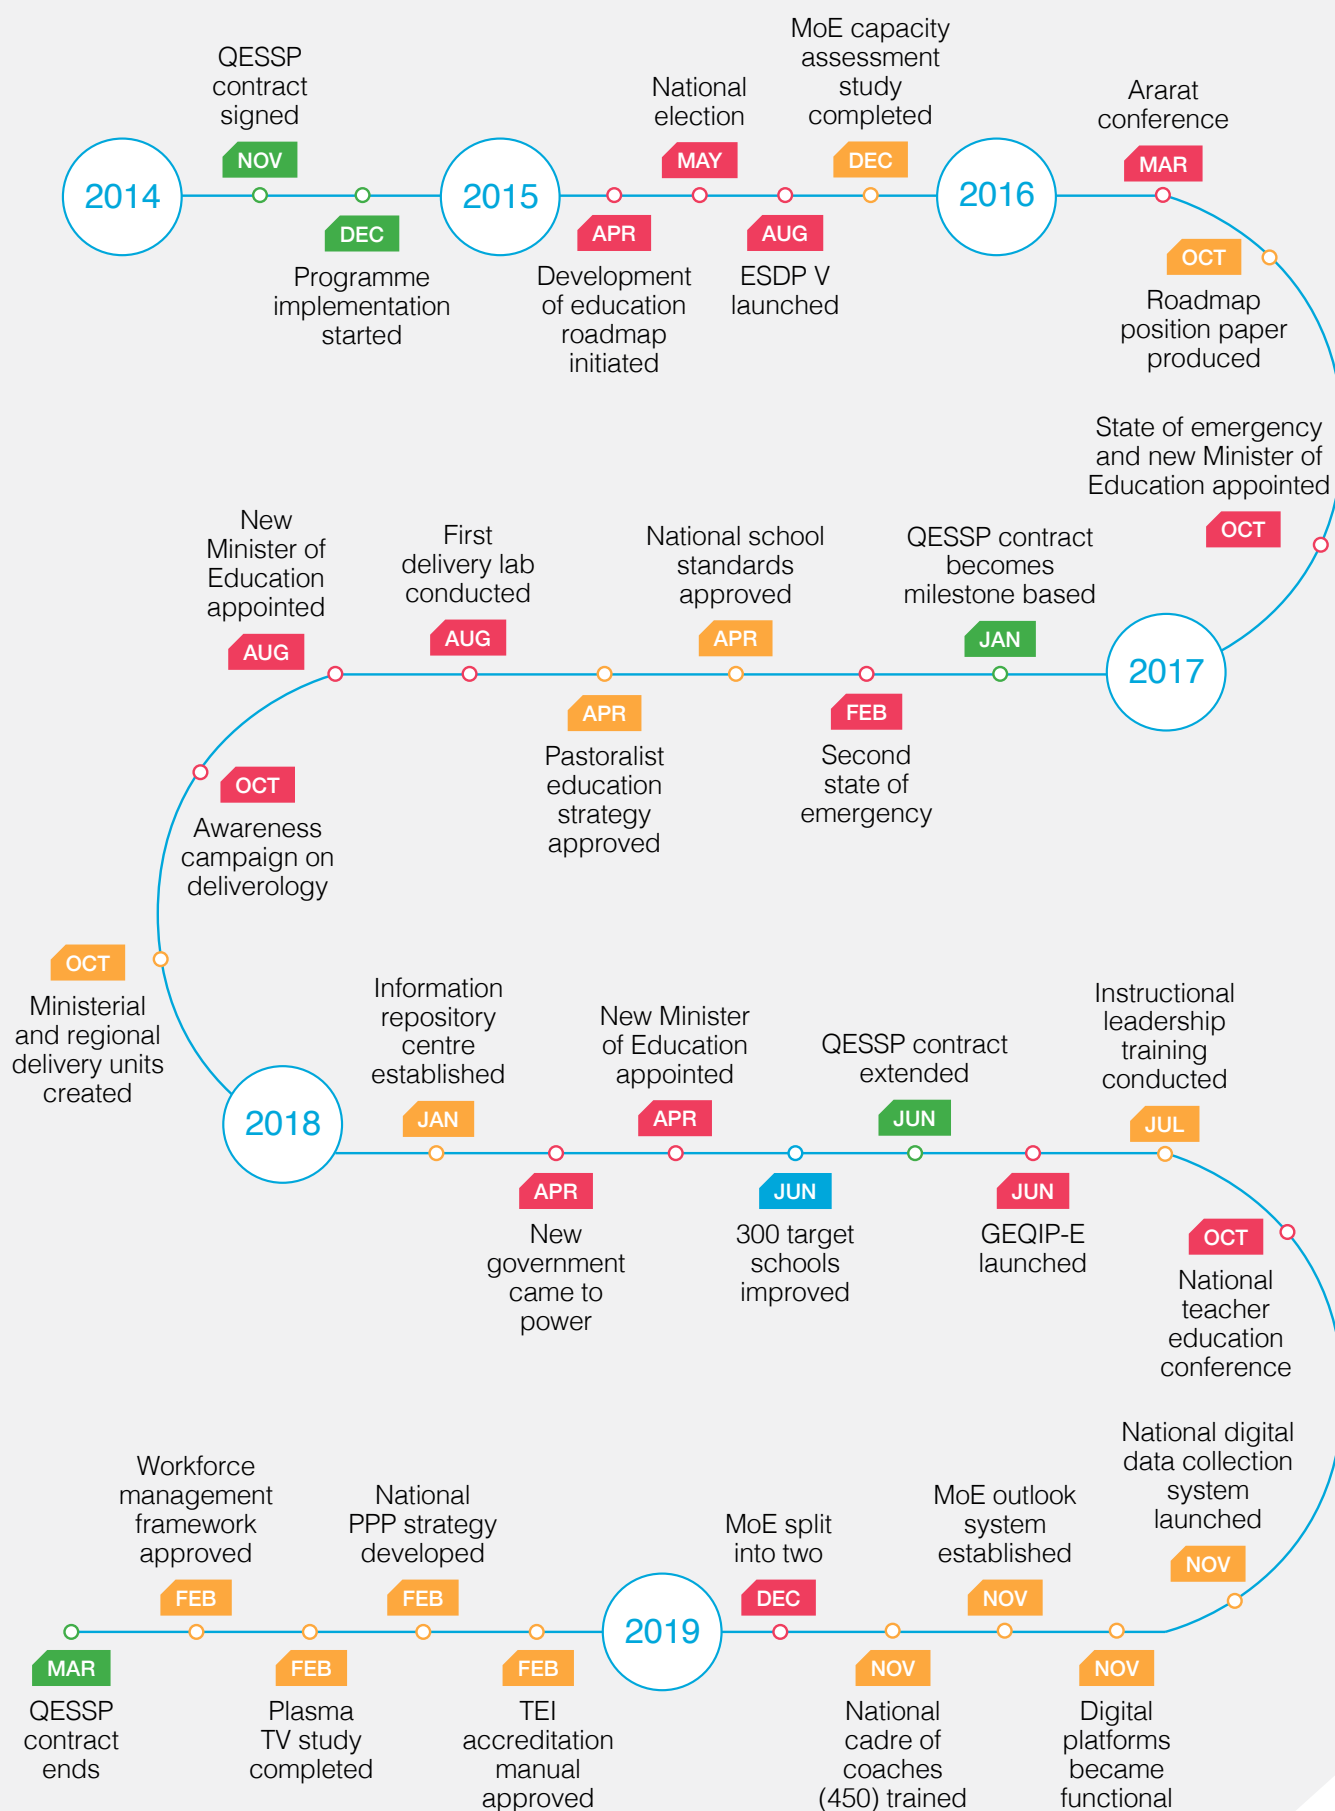 2014
QESSP
contract
signed
NOV
DEC
Programme
implementation
started
2015
APR
Development
of education
roadmap
initiated
National
election
MAY
AUG
ESDP V
launched
MoE capacity
assessment
study
completed
DEC
2016
Ararat
conference
MAR
OCT
Roadmap
position paper
produced
State of emergency
and new Minister of
Education appointed
OCT
2017
QESSP contract
becomes
milestone based
JAN
FEB
Second
state of
emergency
National school
standards
approved
APR
APR
Pastoralist
education
strategy
approved
First
delivery lab
conducted
AUG
New
Minister of
Education
appointed
AUG
OCT
Awareness
campaign on
deliverology
OCT
Ministerial
and regional
delivery units
created
2018
Information
repository
centre
established
JAN
APR
New
government
came to
power
New Minister
of Education
appointed
APR
JUN
300 target
schools
improved
QESSP contract
extended
JUN
JUN
GEQIP-E
launched
Instructional
leadership
training
conducted
JUL
OCT
National
teacher
education
conference
National digital
data collection
system
launched
NOV
NOV
Digital
platforms
became
functional
MoE outlook
system
established
NOV
NOV
National
cadre of
coaches
(450) trained
MoE split
into two
DEC
2019
FEB
TEI
accreditation
manual
approved
National
PPP strategy
developed
FEB
FEB
Plasma
TV study
completed
Workforce
management
framework
approved
FEB
MAR
QESSP
contract
ends